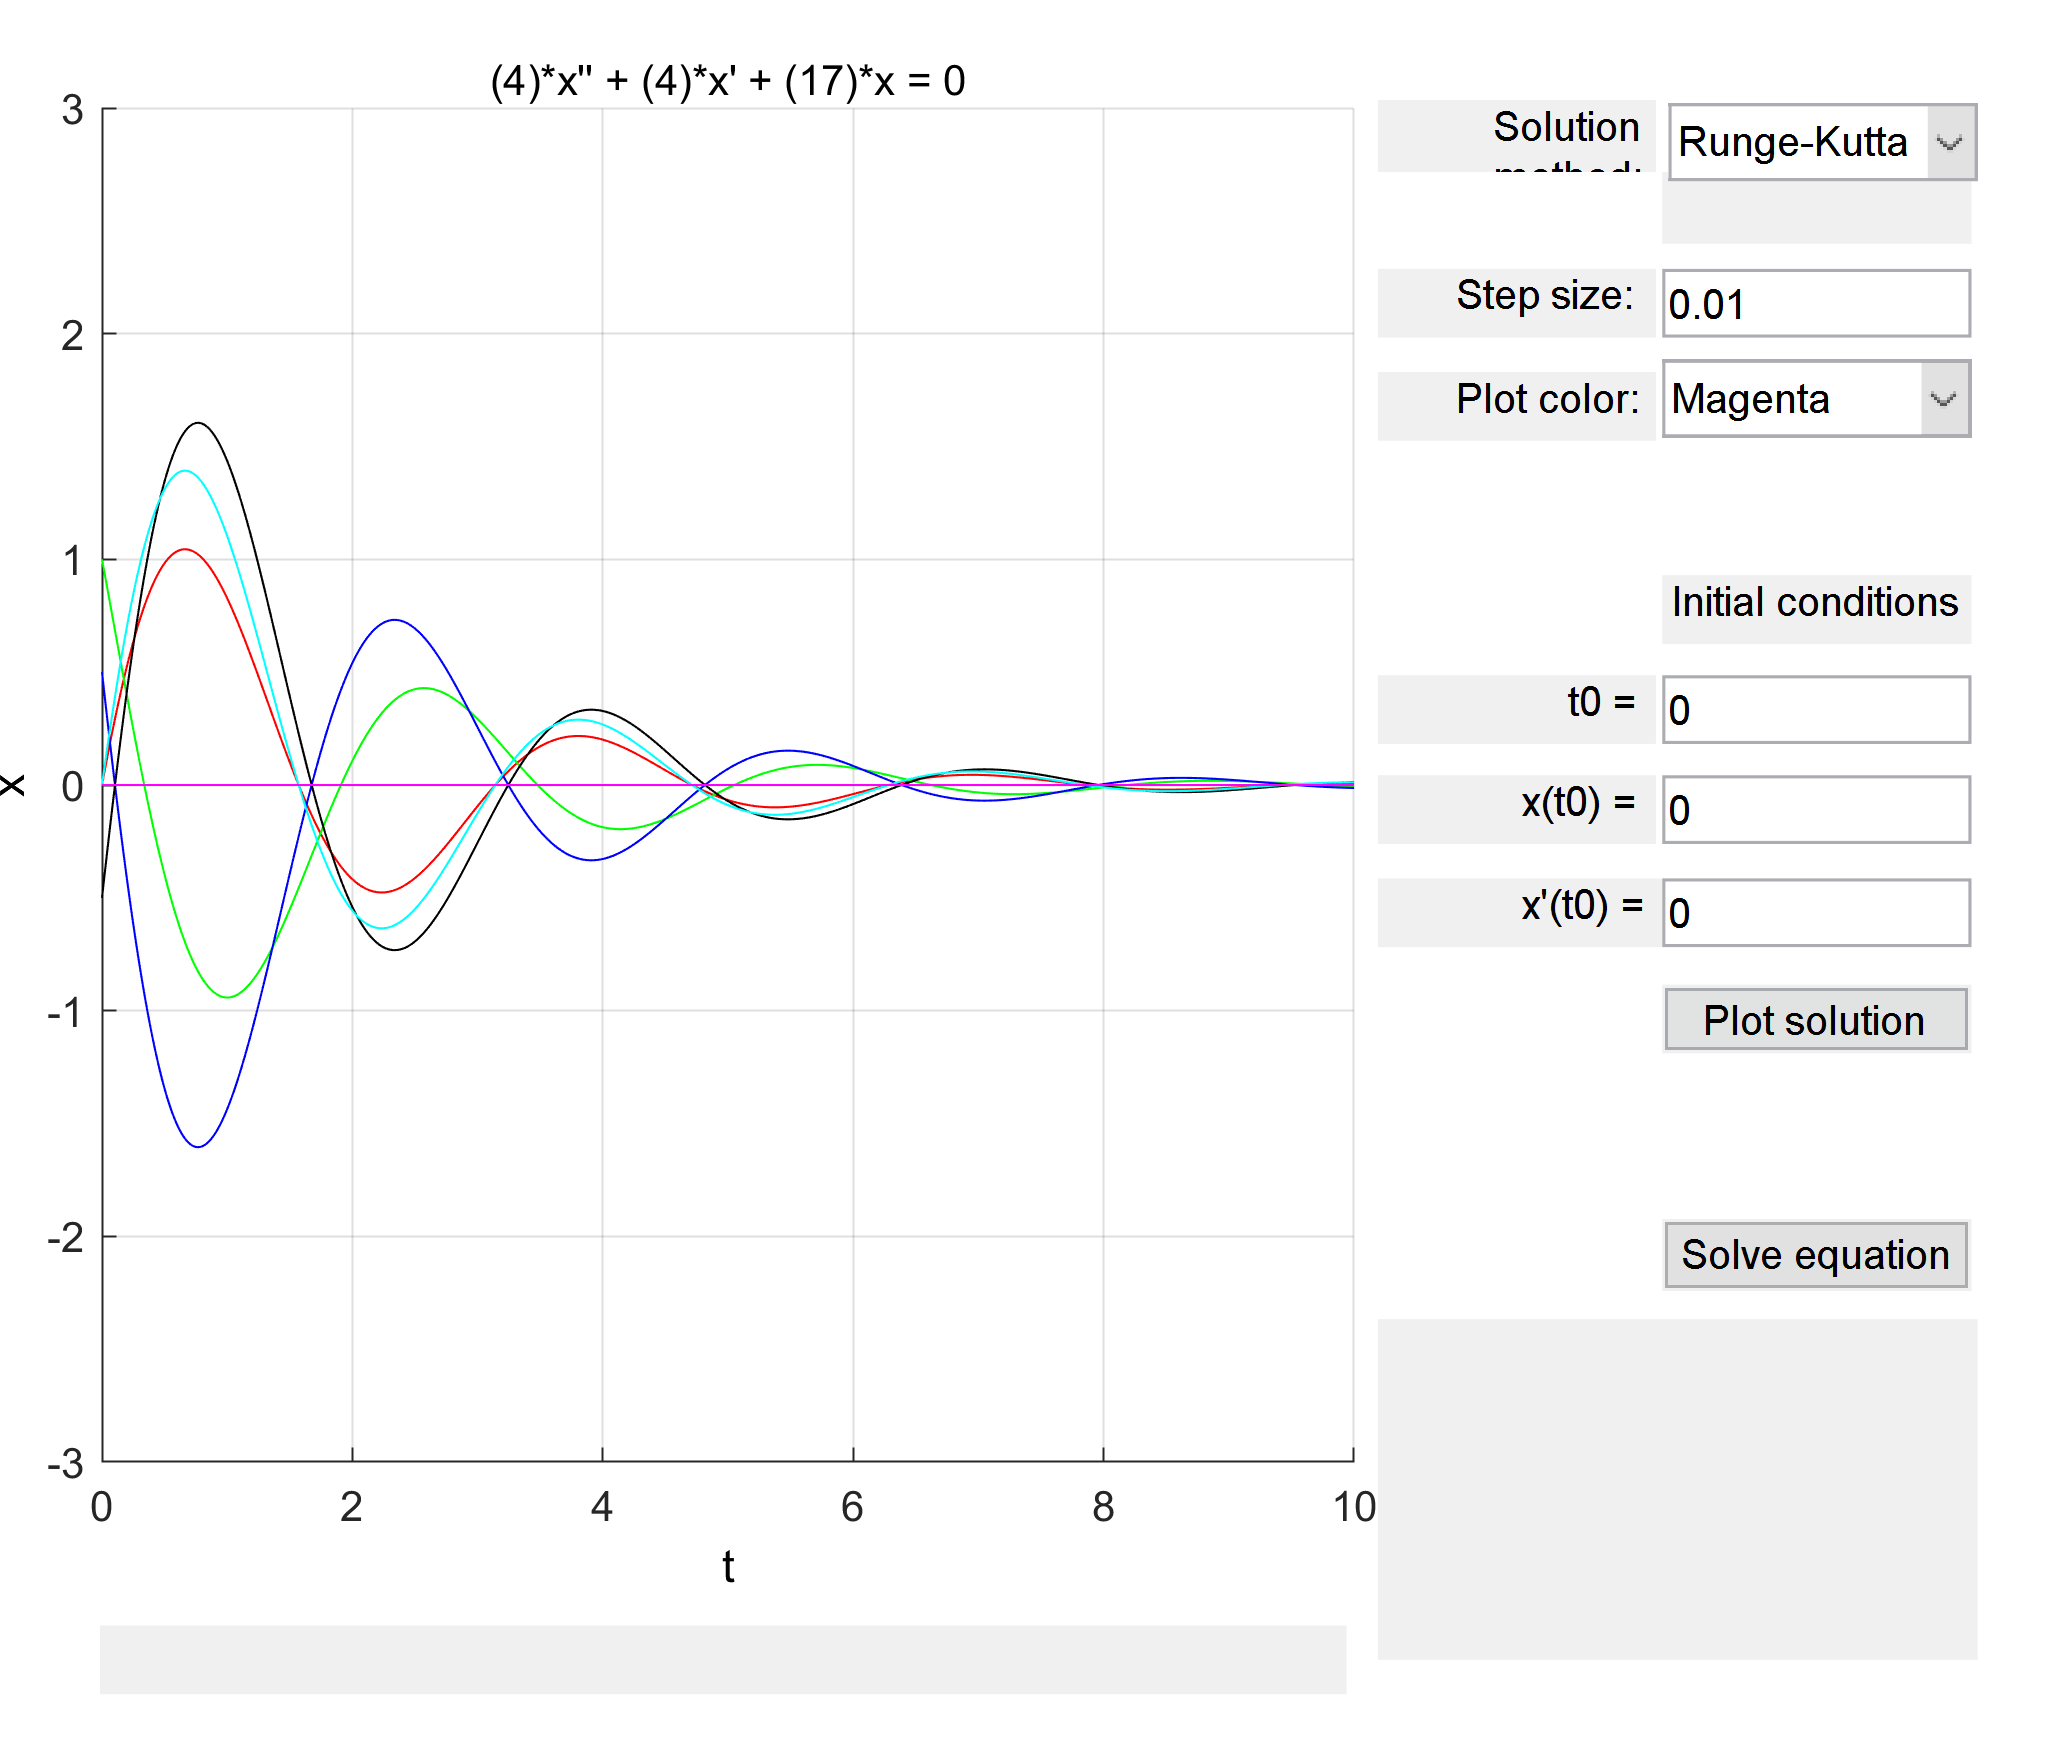 (4)*x" + (4)*x' + (17)*x = 0
3
2
1
0
-1
-2
-3
x
0 2 4 6 8 10
t
Solution
method:
Runge-Kutta
Step size: 0.01
Plot color: Magenta
Initial conditions
t0 = 0
x(t0) = 0
x'(t0) = 0
Plot solution
Solve equation